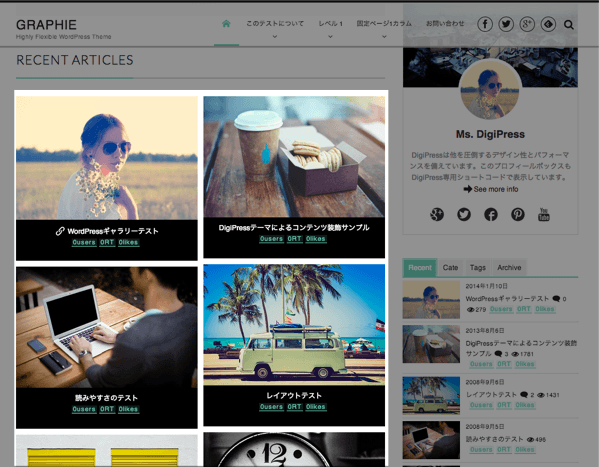 GRAPHIE
Highly Flexible WordPress Theme
このテストについて
レベル 1
固定ページ1カラム
お問い合わせ
RECENT ARTICLES
WordPressギャラリーテスト
0users 0RT 0likes
DigiPressテーマによるコンテンツ装飾サンプル
0users 0RT 0likes
読みやすさのテスト
0users 0RT 0likes
レイアウトテスト
0users 0RT 0likes
12
Ms. DigiPress
DigiPressは他を圧倒するデザイン性とパフォーマ
ンスを備えています。このプロフィールボックスも
DigiPress専用ショートコードで表示しています。
See more info
Recent
Cate
Tags
Archive
2014年1月10日
WordPressギャラリーテスト 0
279 0users 0RT 0likes
2013年8月6日
DigiPressテーマによるコンテンツ装飾
サンプル 3 1781
0users 0RT 0likes
2008年9月6日
レイアウトテスト 2 1431
0users 0RT 0likes
2008年9月5日
読みやすさのテスト 496
0users 0RT 0likes